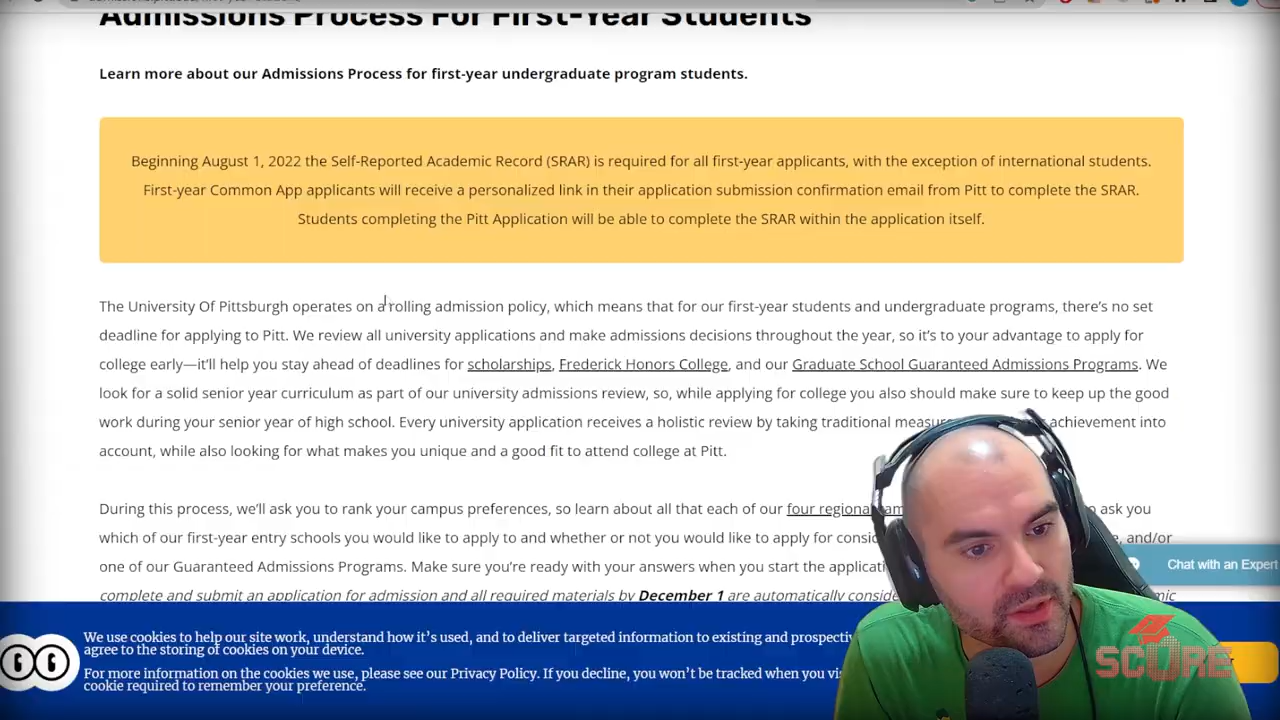 Admissions Process For First-Year Students
Learn more about our Admissions Process for first-year undergraduate program students.
Beginning August 1, 2022 the Self-Reported Academic Record (SRAR) is required for all first-year applicants, with the exception of international students.
First-year Common App applicants will receive a personalized link in their application submission confirmation email from Pitt to complete the SRAR.
Students completing the Pitt Application will be able to complete the SRAR within the application itself.
The University Of Pittsburgh operates on a rolling admission policy, which means that for our first-year students and undergraduate programs, there's no set
deadline for applying to Pitt. We review all university applications and make admissions decisions throughout the year, so it's to your advantage to apply for
college early—it'll help you stay ahead of deadlines for scholarships, Frederick Honors College, and our Graduate School Guaranteed Admissions Programs. We
look for a solid senior year curriculum as part of our university admissions review, so, while applying for college you also should make sure to keep up the good
work during your senior year of high school. Every university application receives a holistic review by taking traditional achievement into
account, while also looking for what makes you unique and a good fit to attend college at Pitt.
During this process, we'll ask you to rank your campus preferences, so learn about all that each of our four regional ask you
which of our first-year entry schools you would like to apply to and whether or not you would like to apply for and/or
one of our Guaranteed Admissions Programs. Make sure you're ready with your answers when you start the
complete and submit an application for admission and all required materials by December 1 are automatically
Chat with an Expert
We use cookies to help our site work, understand how it's used, and to deliver targeted information to existing and
agree to the storing of cookies on your device.
For more information on the cookies we use, please see our Privacy Policy. If you decline, you won't be tracked when you
cookie required to remember your preference.
SCORE